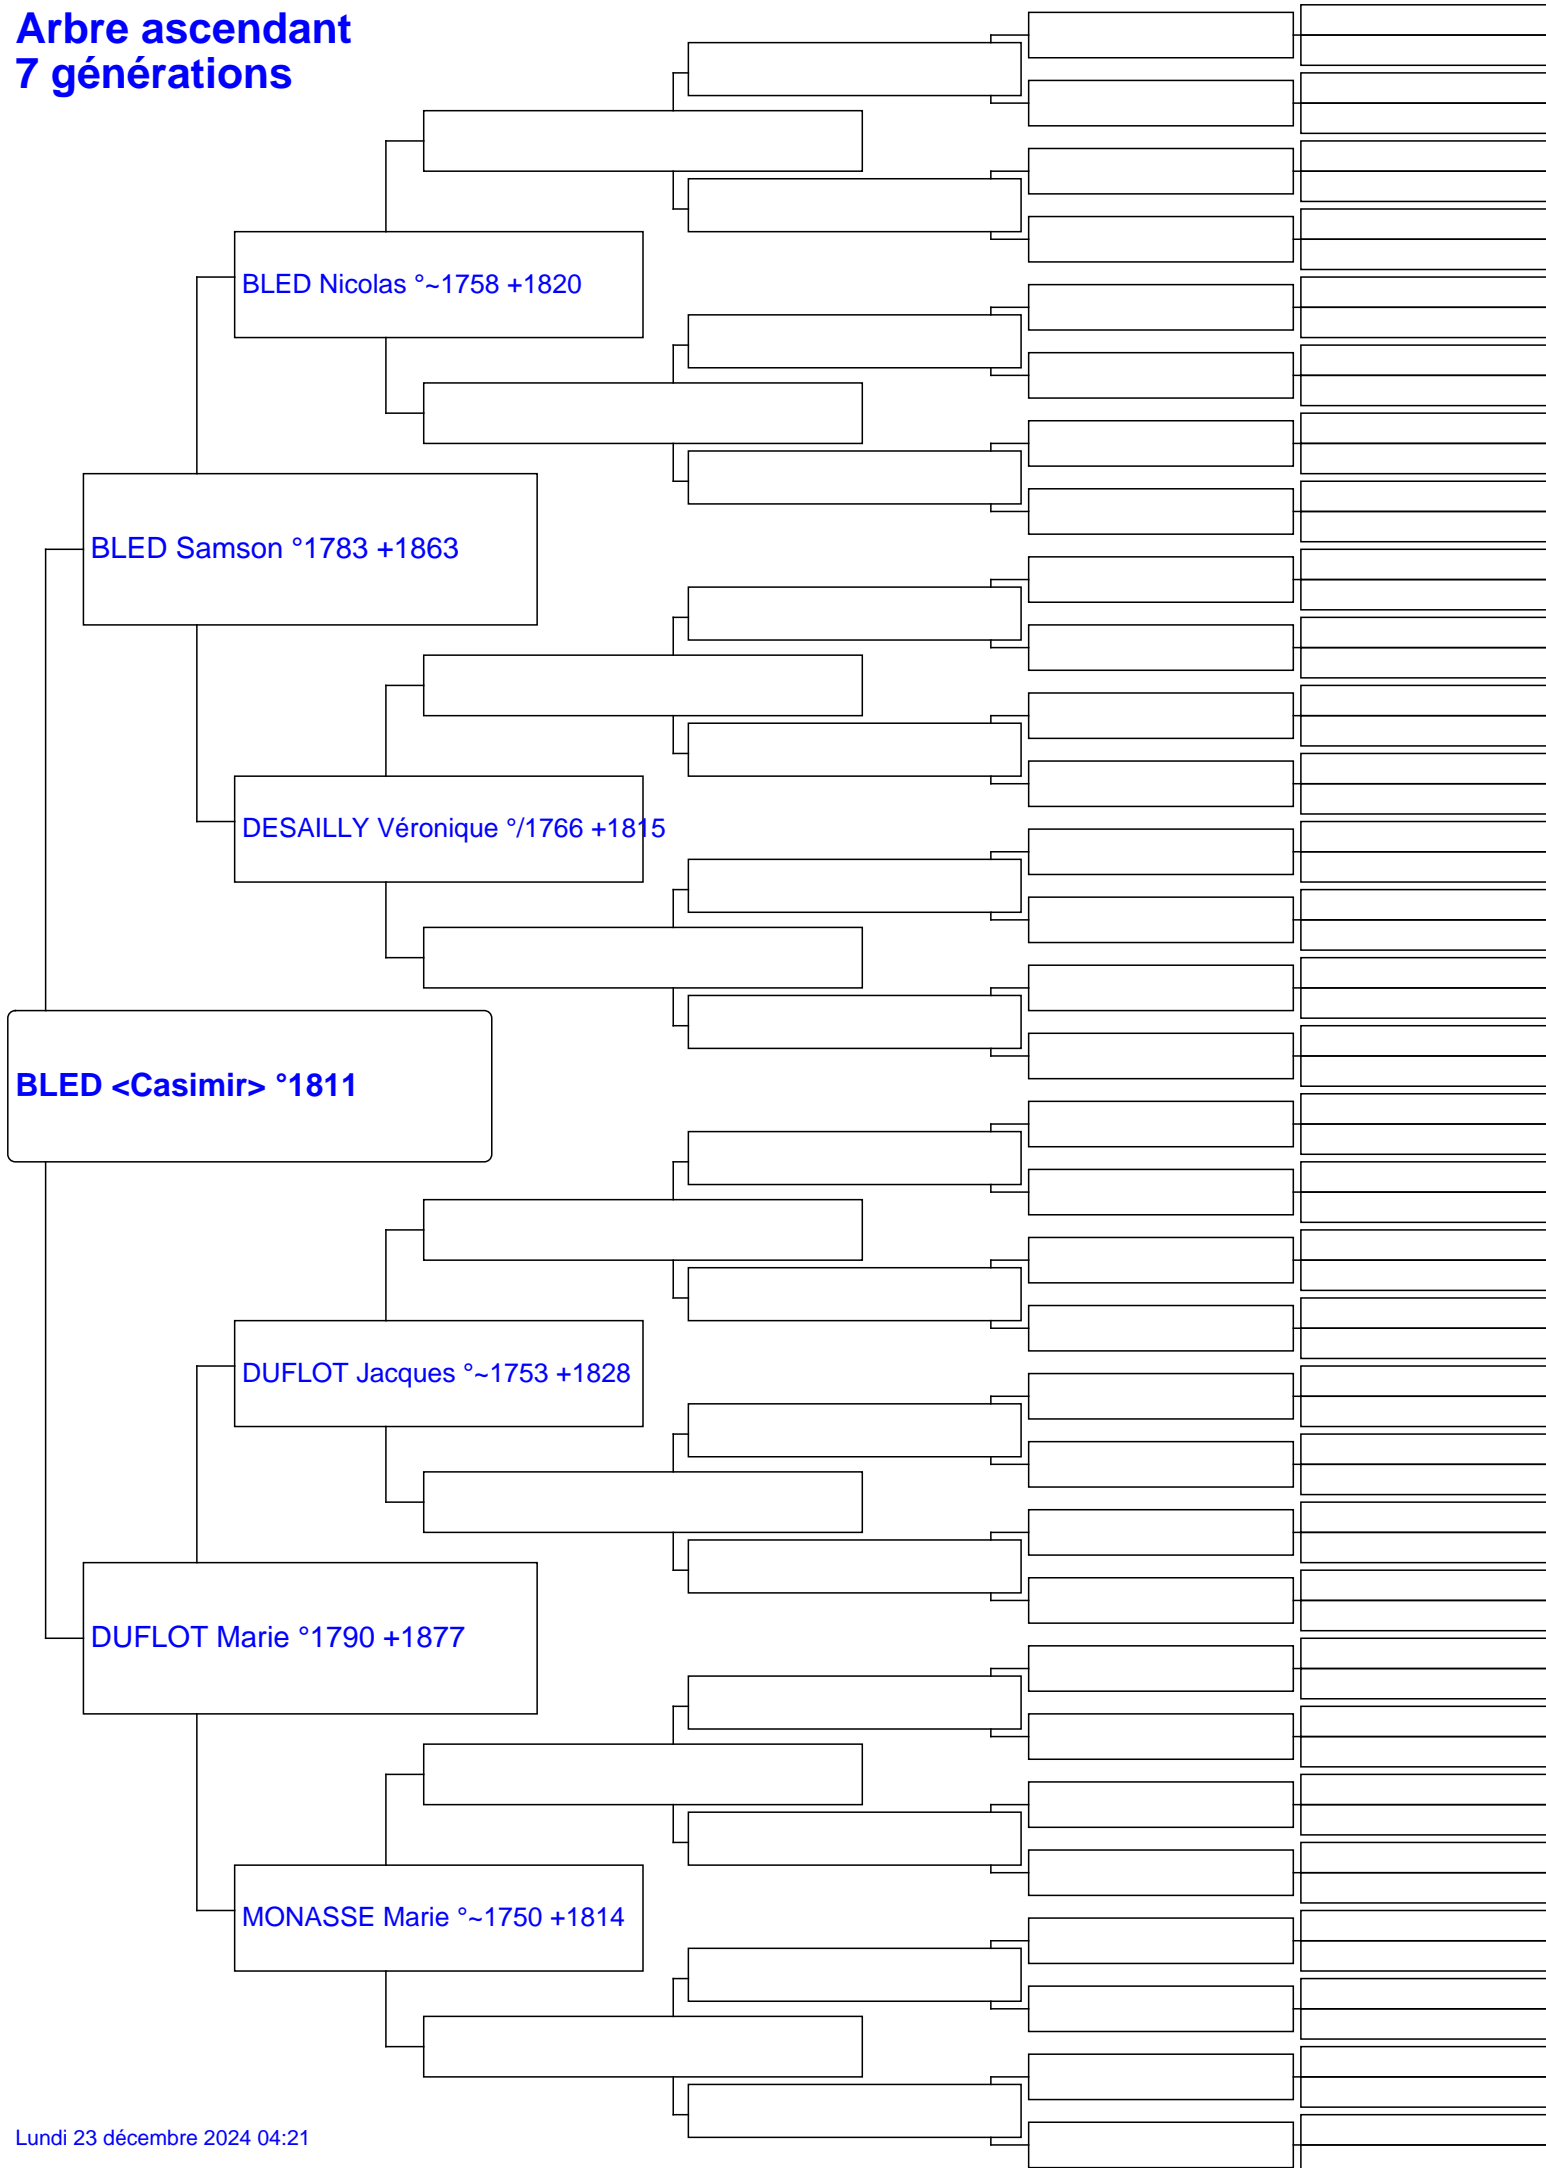 Arbre ascendant
7 générations
BLED Nicolas °~1758 +1820
BLED Samson °1783 +1863
DESAILLY Véronique °/1766 +1815
BLED <Casimir> °1811
DUFLOT Jacques °~1753 +1828
DUFLOT Marie °1790 +1877
MONASSE Marie °~1750 +1814
Lundi 23 décembre 2024 04:21